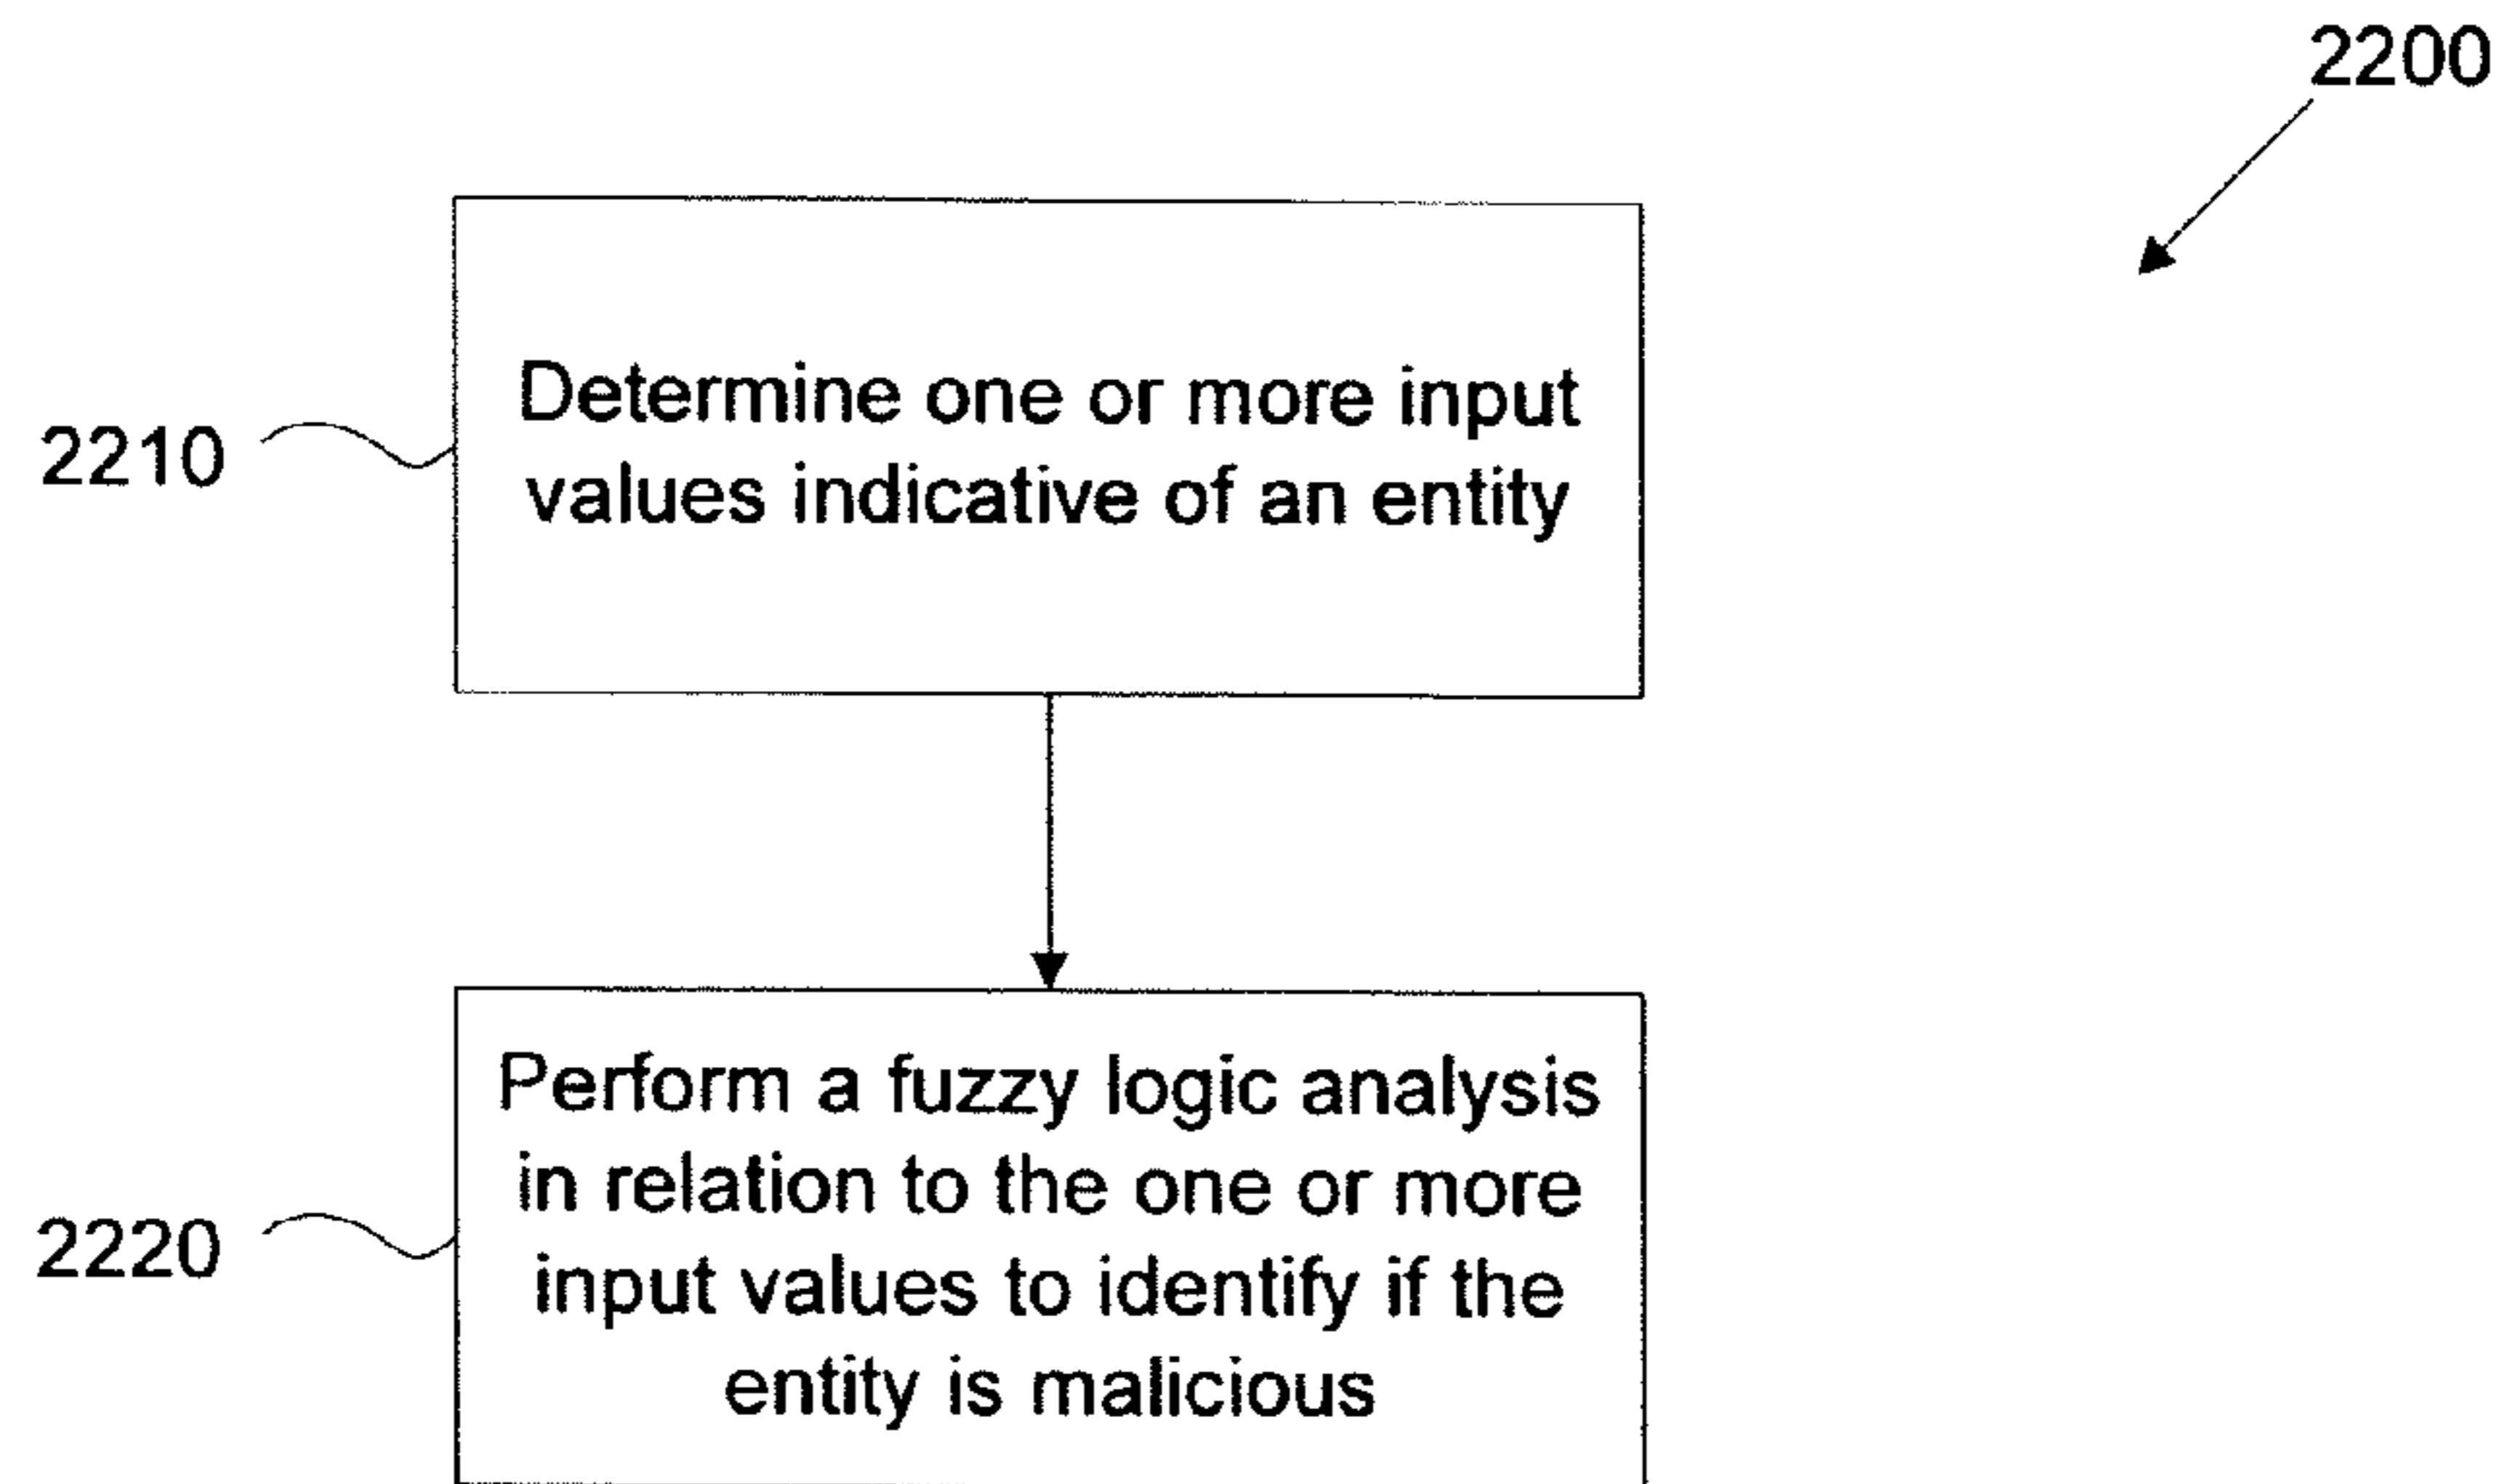 2200
Determine one or more input
values indicative of an entity
2210
Perform a fuzzy logic analysis
in relation to the one or more
input values to identify if the
entity is malicious
2220